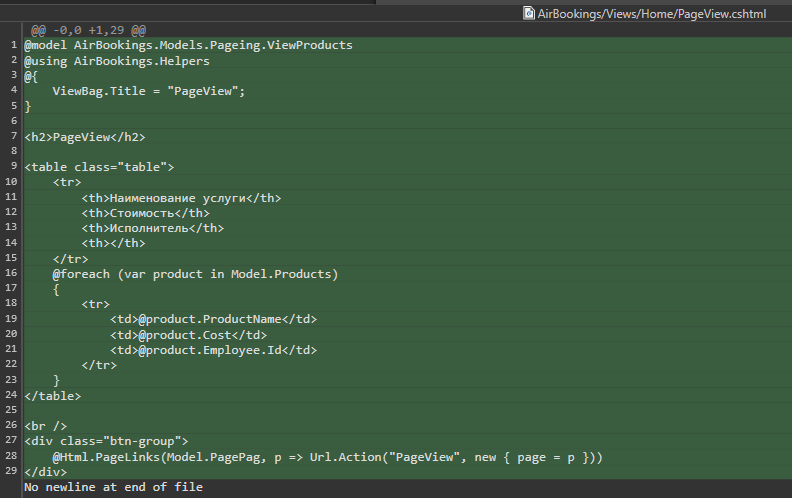 AirBookings/Views/Home/PageView.cshtml
@@ -0,0 +1,29 @@
1 @model AirBookings.Models.Pageing.ViewProducts
2 @using AirBookings.Helpers
3 @{
4     ViewBag.Title = "PageView";
5 }
6
7 <h2>PageView</h2>
8
9 <table class="table">
10     <tr>
11         <th>Наименование услуги</th>
12         <th>Стоимость</th>
13         <th>Исполнитель</th>
14         <th></th>
15     </tr>
16     @foreach (var product in Model.Products)
17     {
18         <tr>
19             <td>@product.ProductName</td>
20             <td>@product.Cost</td>
21             <td>@product.Employee.Id</td>
22         </tr>
23     }
24 </table>
25
26 <br />
27 <div class="btn-group">
28     @Html.PageLinks(Model.PagePag, p => Url.Action("PageView", new { page = p }))
29 </div>
No newline at end of file